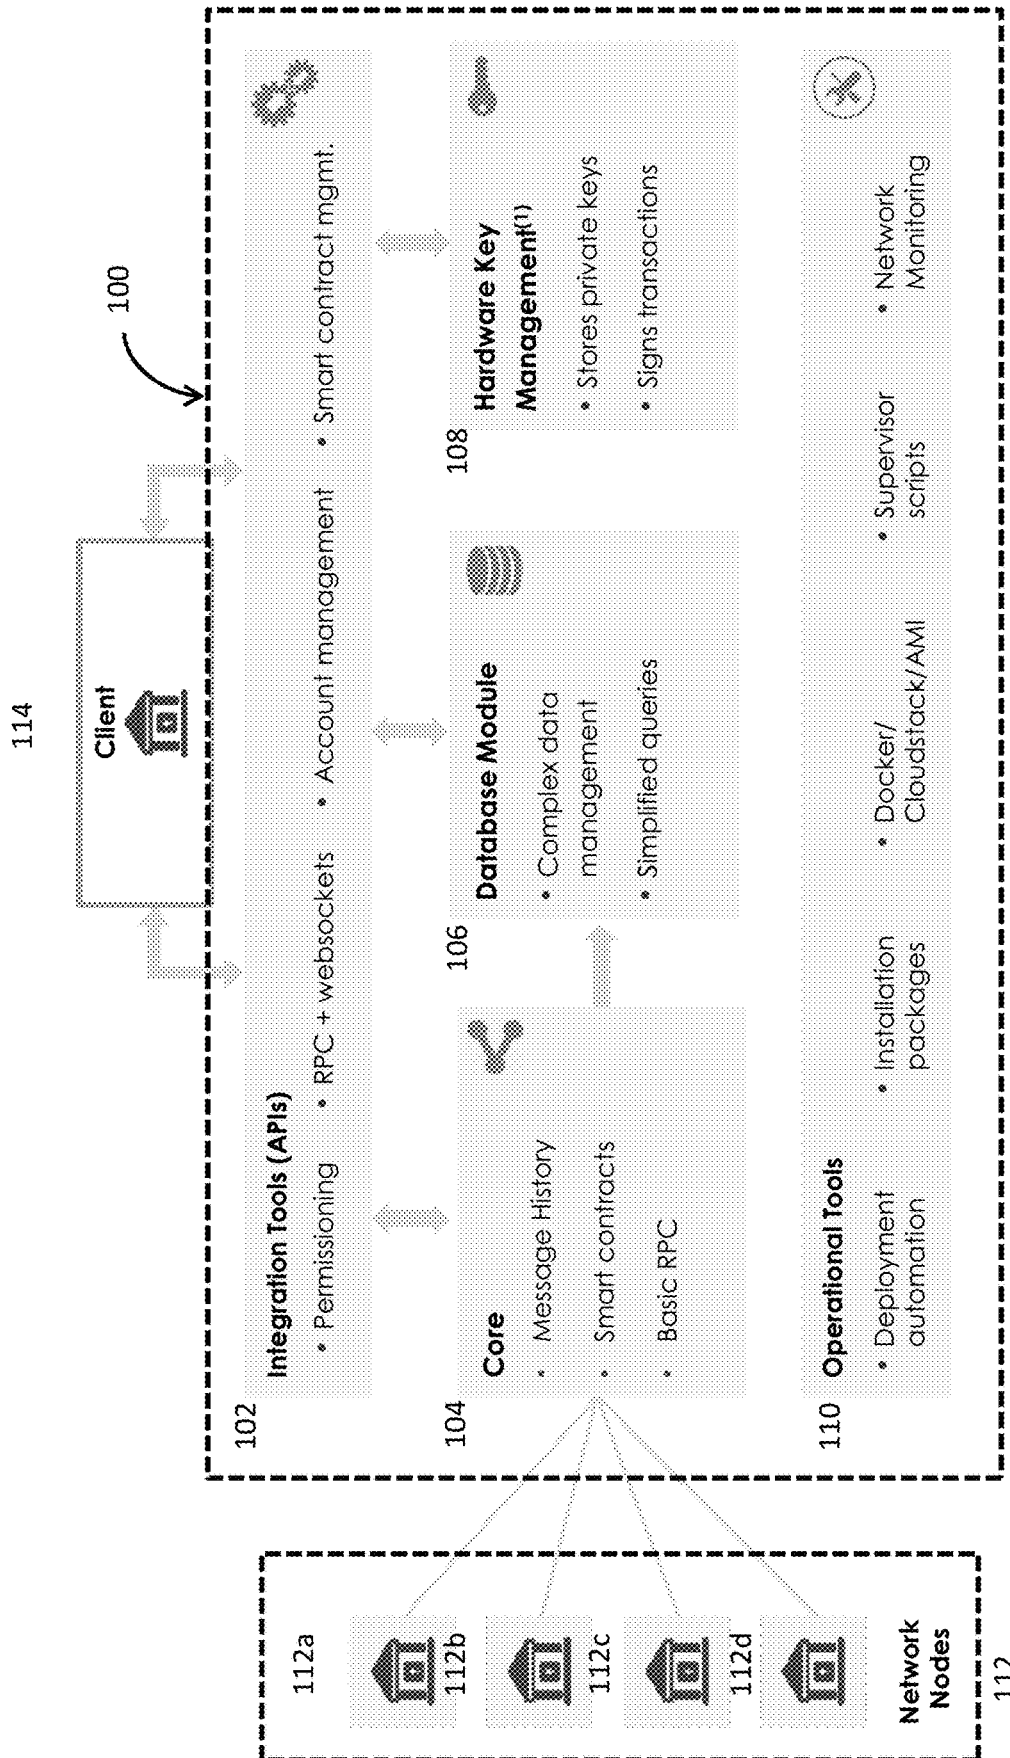 114
Client
100
102
Integration Tools (APIs)
• Permissioning • RPC + websockets • Account management • Smart contract mgmt.
104
Core
• Message History
• Smart contracts
• Basic RPC
106
Database Module
• Complex data
management
• Simplified queries
108
Hardware Key
Management(1)
• Stores private keys
• Signs transactions
110
Operational Tools
• Deployment
automation
• Installation
packages
• Docker/
Cloudstack/AMI
• Supervisor
scripts
• Network
Monitoring
112a
112b
112c
112d
Network
Nodes
112